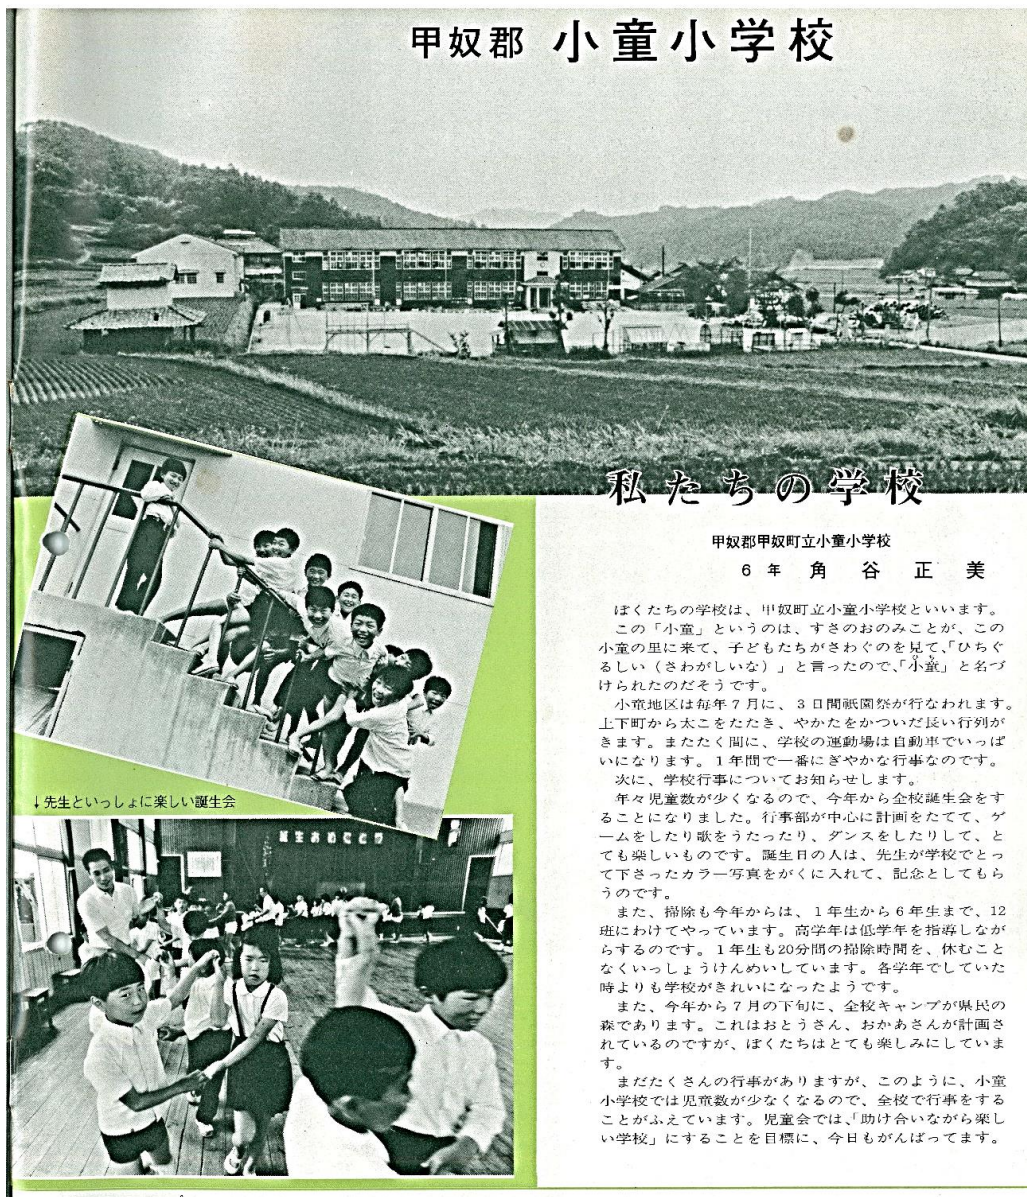 甲奴郡 小童小学校
私たちの学校
甲奴郡甲奴町立小童小学校
6年 角谷正美
ぼくたちの学校は、甲奴町立小童小学校といいます。
この「小童」というのは、すさのおのみことが、この
小童の里に来て、子どもたちがさわぐのを見て、「ひちぐ
るしい（さわがしいな）」と言ったので、「小童」と名づ
けられたのだそうです。
小童地区は毎年7月に、3日間祇園祭が行なわれます。
上下町から太こをたたき、やかたをかついだ長い行列が
きます。またたく間に、学校の運動場は自動車でいっぱ
いになります。1年間で一番にぎやかな行事なのです。
次に、学校行事についてお知らせします。
年々児童数が少くなるので、今年から全校誕生会をす
ることになりました。行事部が中心に計画をたてて、ゲ
ームをしたり歌をうたったり、ダンスをしたりして、と
ても楽しいものです。誕生日の人は、先生が学校でとっ
て下さったカラー写真をがくに入れて、記念としてもら
うのです。
また、掃除も今年からは、1年生から6年生まで、12
班にわけてやっています。高学年は低学年を指導しなが
らするのです。1年生も20分間の掃除時間を、休むこと
なくいっしょうけんめいしています。各学年でしていた
時よりも学校がきれいになったようです。
また、今年から7月の下旬に、全校キャンプが県民の
森であります。これはおとうさん、おかあさんが計画さ
れているのですが、ぼくたちはとても楽しみにしていま
す。
まだたくさんの行事がありますが、このように、小童
小学校では児童数が少なくなるので、全校で行事をする
ことがふえています。児童会では、「助け合いながら楽し
い学校」にすることを目標に、今日もがんばってます。
↓先生といっしょに楽しい誕生会
誕生おめでとう